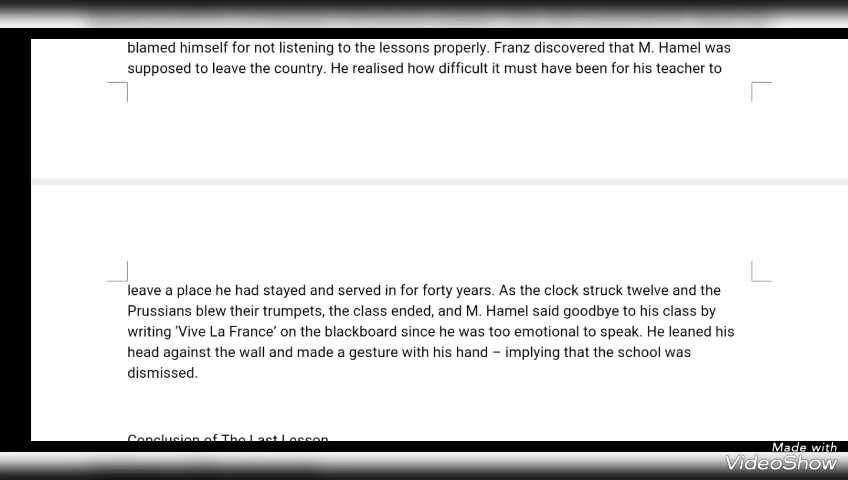 blamed himself for not listening to the lessons properly. Franz discovered that M. Hamel was
supposed to leave the country. He realised how difficult it must have been for his teacher to
leave a place he had stayed and served in for forty years. As the clock struck twelve and the
Prussians blew their trumpets, the class ended, and M. Hamel said goodbye to his class by
writing ‘Vive La France’ on the blackboard since he was too emotional to speak. He leaned his
head against the wall and made a gesture with his hand – implying that the school was
dismissed.
Conclusion of The Last Lesson
Made with
VideoShow